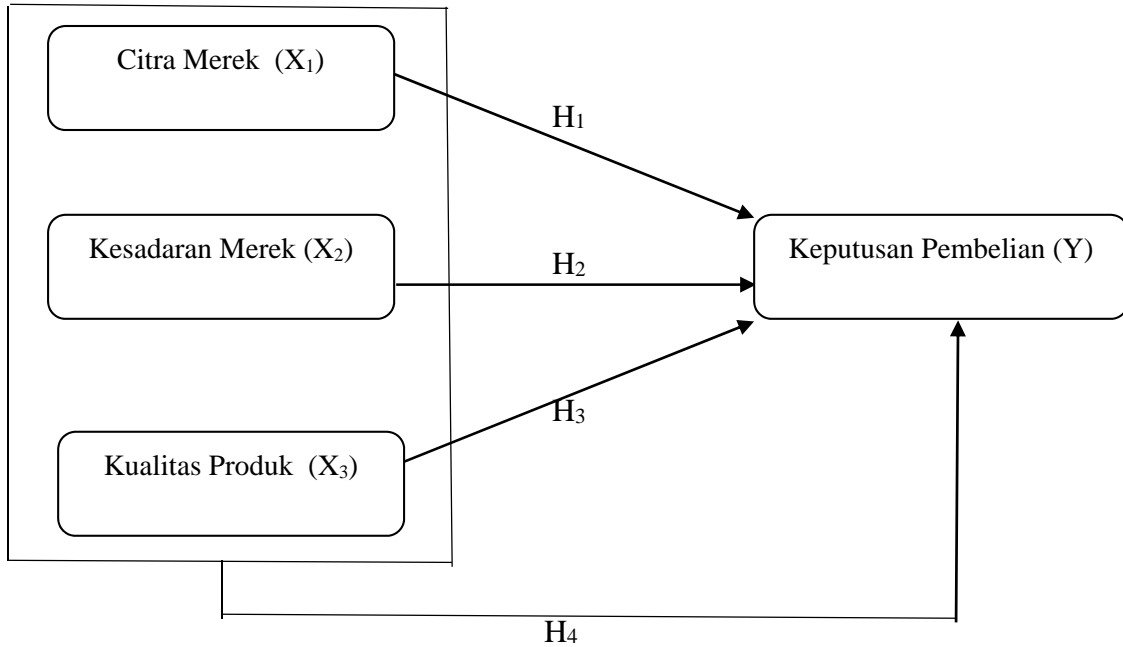 Citra Merek (X₁)
H₁
Kesadaran Merek (X₂)
H₂
Keputusan Pembelian (Y)
H₃
Kualitas Produk (X₃)
H₄